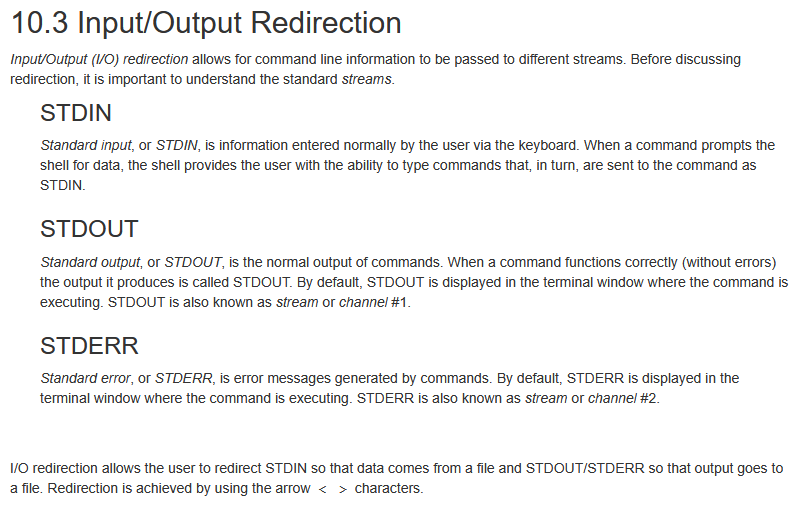 10.3 Input/Output Redirection
Input/Output (I/O) redirection allows for command line information to be passed to different streams. Before discussing
redirection, it is important to understand the standard streams.
STDIN
Standard input, or STDIN, is information entered normally by the user via the keyboard. When a command prompts the
shell for data, the shell provides the user with the ability to type commands that, in turn, are sent to the command as
STDIN.
STDOUT
Standard output, or STDOUT, is the normal output of commands. When a command functions correctly (without errors)
the output it produces is called STDOUT. By default, STDOUT is displayed in the terminal window where the command is
executing. STDOUT is also known as stream or channel #1.
STDERR
Standard error, or STDERR, is error messages generated by commands. By default, STDERR is displayed in the
terminal window where the command is executing. STDERR is also known as stream or channel #2.
I/O redirection allows the user to redirect STDIN so that data comes from a file and STDOUT/STDERR so that output goes to
a file. Redirection is achieved by using the arrow < > characters.